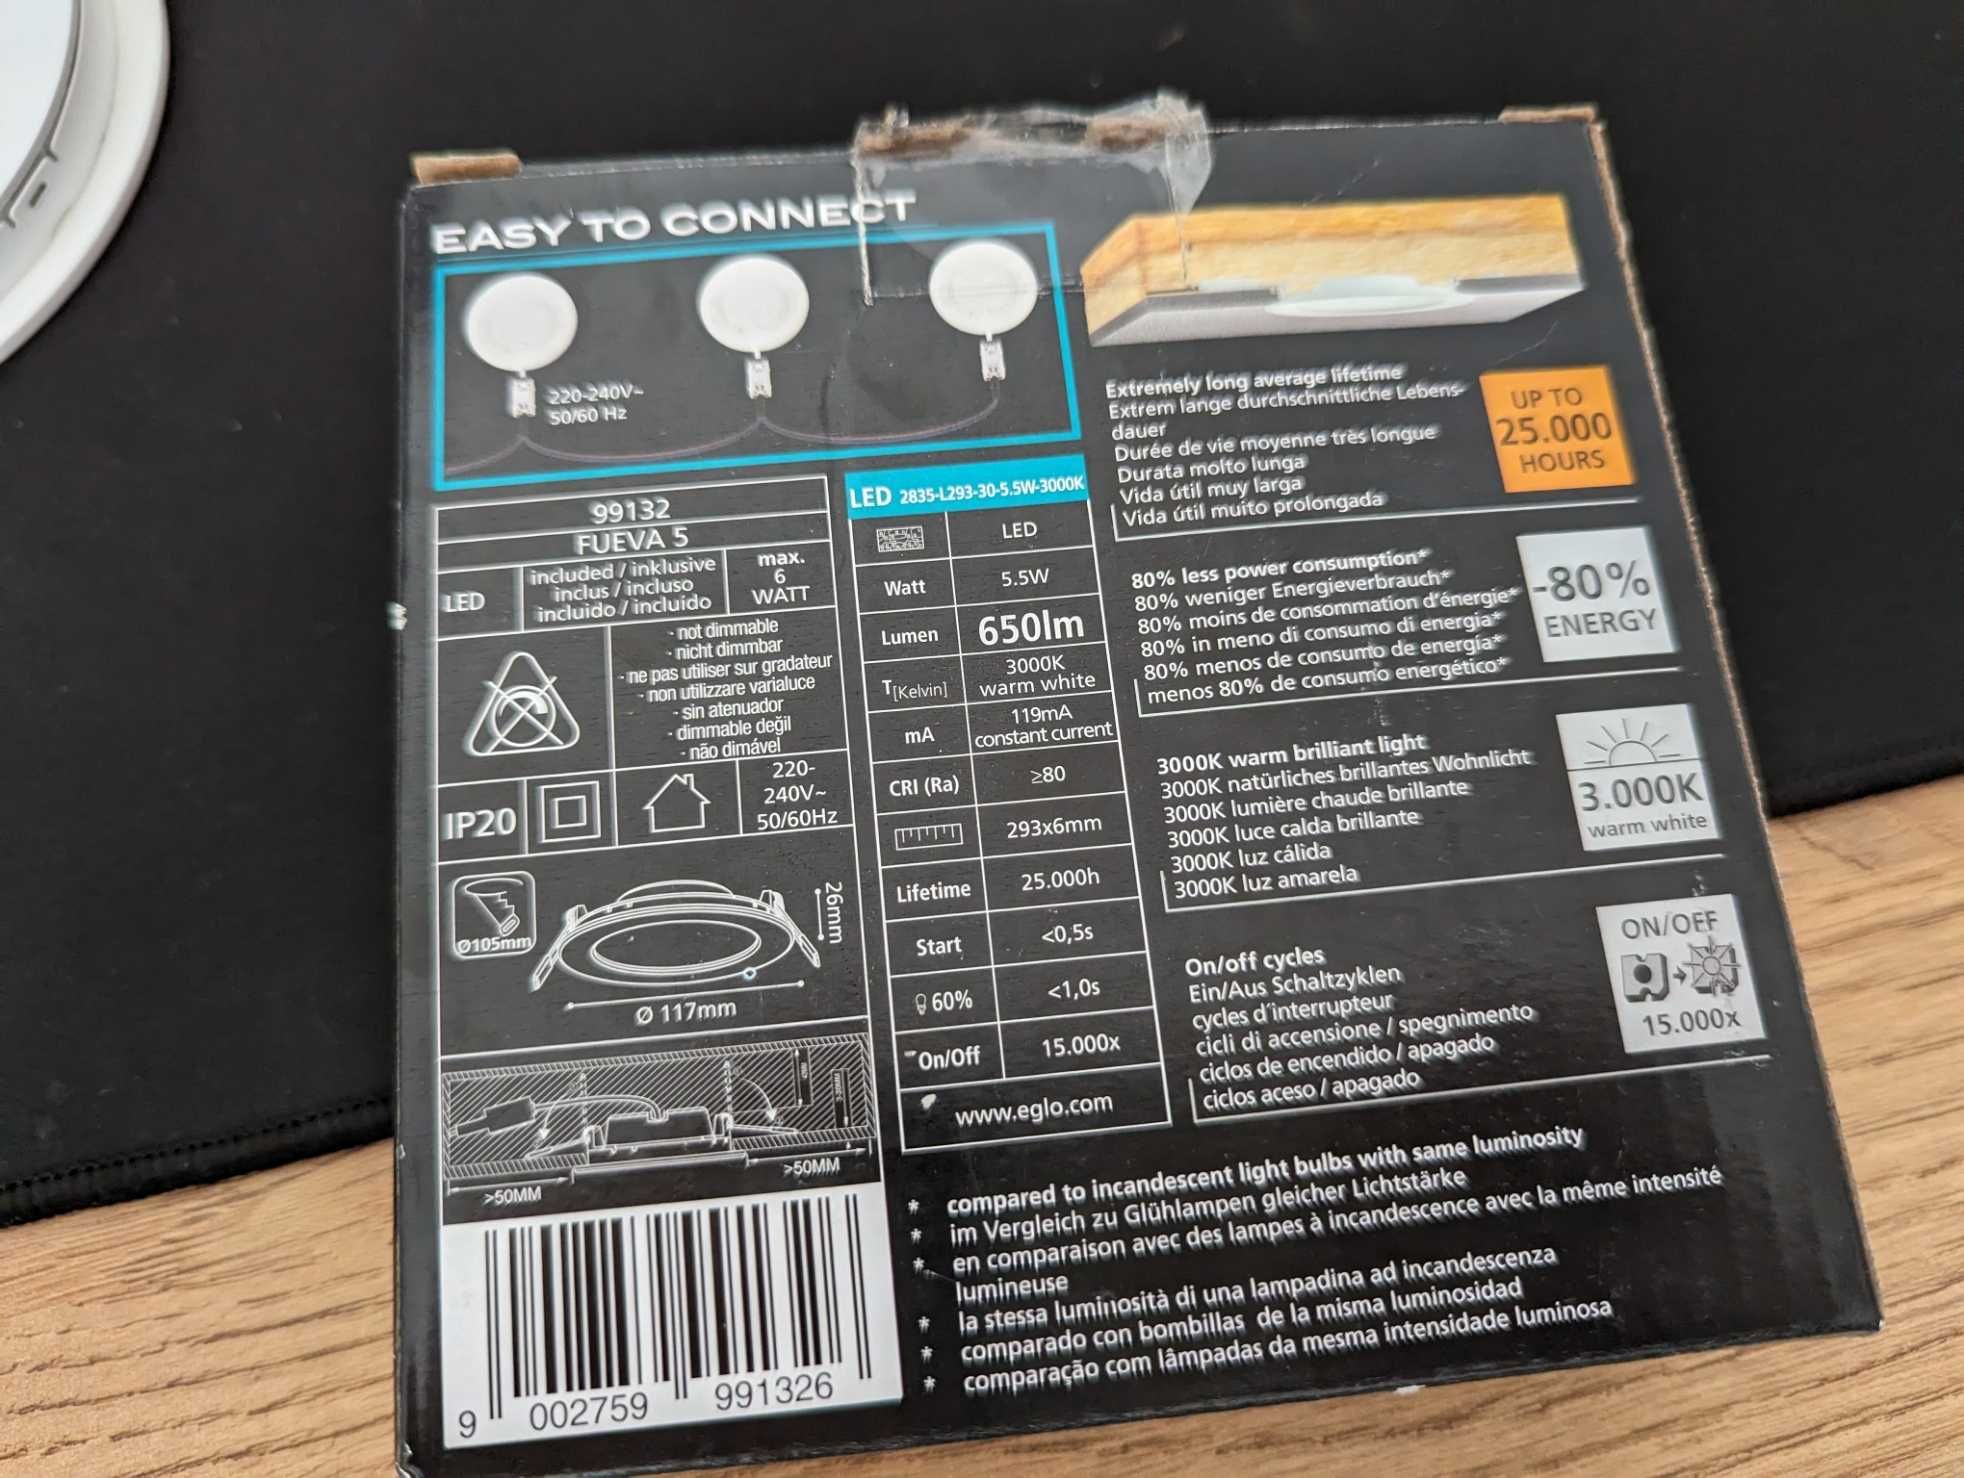 EASY TO CONNECT
220-240V~
50/60 Hz
99132
FUEVA 5
LED
included / inklusive
inclus / incluso
incluido / incluído
max.
6
WATT
- not dimmable
- nicht dimmbar
- ne pas utiliser sur gradateur
- non utilizzare varialuce
- sin atenuador
- dimmable değil
- não dimável
IP20
220-
240V~
50/60Hz
Ø105mm
26mm
Ø 117mm
>50MM
>50MM
9 002759 991326
LED 2835-L293-30-5.5W-3000K
LED
Watt 5.5W
Lumen 650lm
T[Kelvin] 3000K
warm white
mA 119mA
constant current
CRI (Ra) ≥80
293x6mm
Lifetime 25.000h
Start <0,5s
60% <1,0s
On/Off 15.000x
www.eglo.com
Extremely long average lifetime
Extrem lange durchschnittliche Lebens-
dauer
Durée de vie moyenne très longue
Durata molto lunga
Vida útil muy larga
Vida útil muito prolongada
UP TO
25.000
HOURS
80% less power consumption*
80% weniger Energieverbrauch*
80% moins de consommation d'énergie*
80% in meno di consumo di energia*
80% menos de consumo de energía*
menos 80% de consumo energético*
-80%
ENERGY
3000K warm brilliant light
3000K natürliches brillantes Wohnlicht
3000K lumière chaude brillante
3000K luce calda brillante
3000K luz cálida
3000K luz amarela
3.000K
warm white
On/off cycles
Ein/Aus Schaltzyklen
cycles d'interrupteur
cicli di accensione / spegnimento
ciclos de encendido / apagado
ciclos aceso / apagado
ON/OFF
15.000x
* compared to incandescent light bulbs with same luminosity
* im Vergleich zu Glühlampen gleicher Lichtstärke
* en comparaison avec des lampes à incandescence avec la même intensité
lumineuse
* la stessa luminosità di una lampadina ad incandescenza
* comparado con bombillas de la misma luminosidad
* comparação com lâmpadas da mesma intensidade luminosa